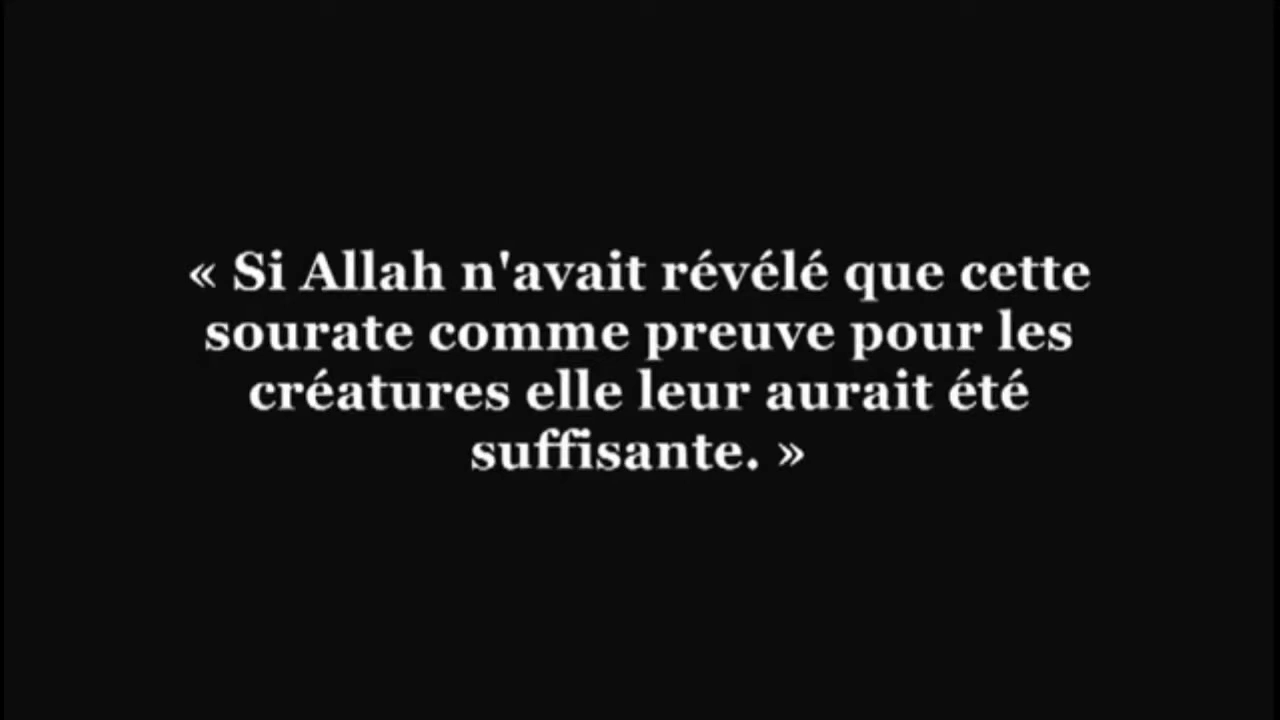 « Si Allah n'avait révélé que cette
sourate comme preuve pour les
créatures elle leur aurait été
suffisante. »